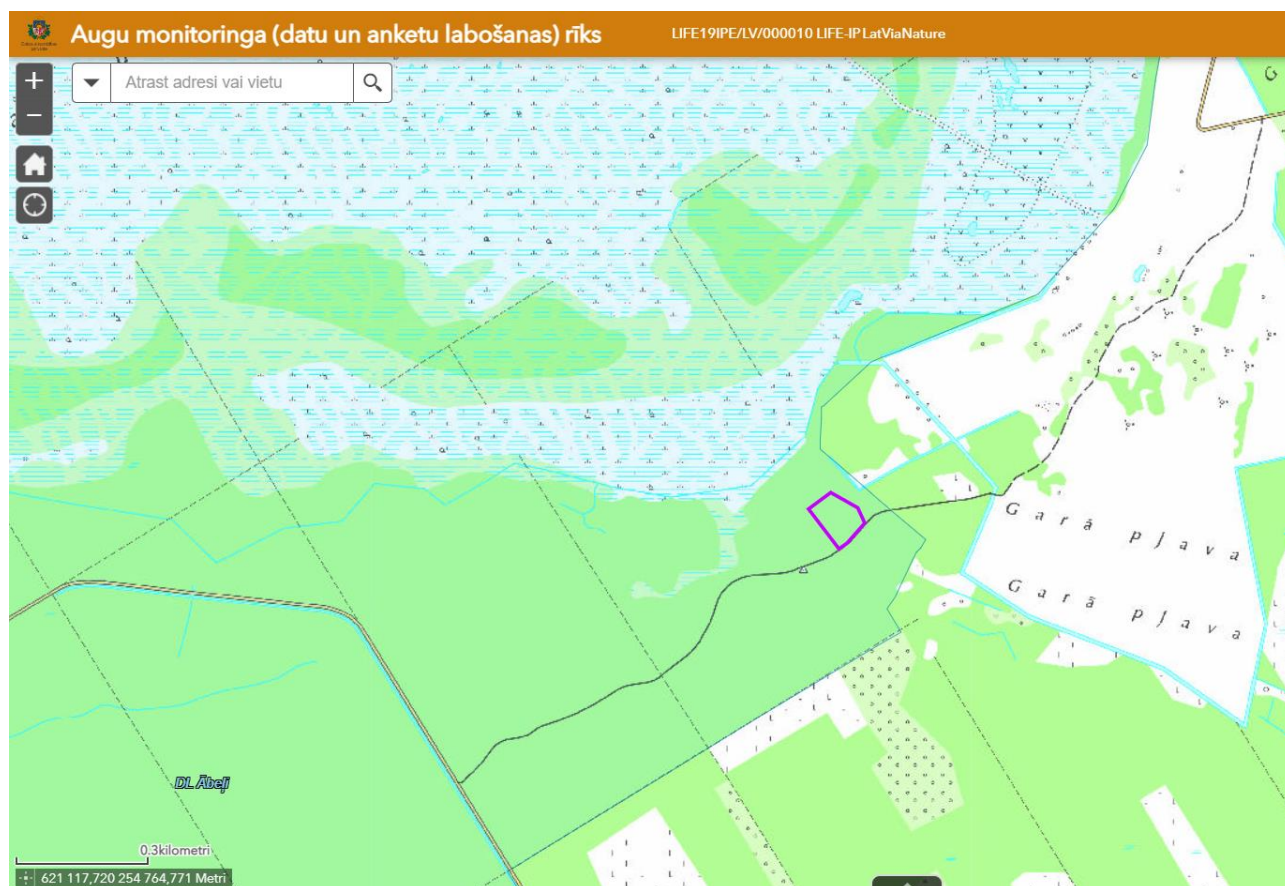 Augu monitoringa (datu un anketu labošanas) rīks
LIFE19IPE/LV/000010 LIFE-IP LatViaNature
+
Atrast adresi vai vietu
−
G
Garā pļava
Garā pļava
DL Ābeļi
0.3kilometri
621 117,720 254 764,771 Metri